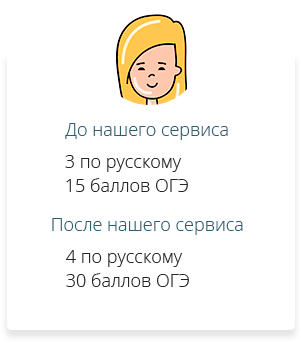 До нашего сервиса
3 по русскому
15 баллов ОГЭ
После нашего сервиса
4 по русскому
30 баллов ОГЭ